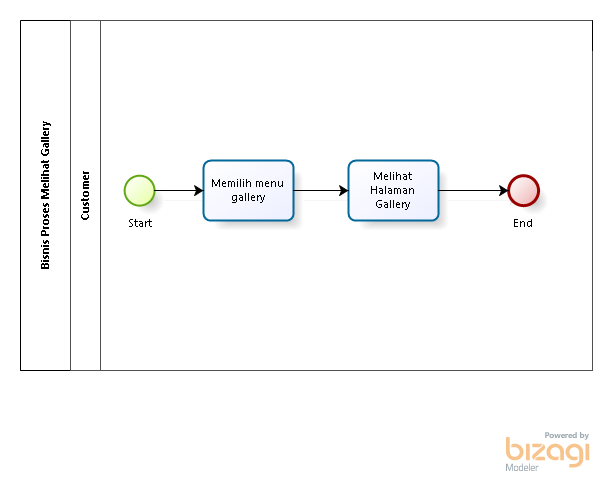 Bisnis Proses Melihat Gallery
Customer
Start
Memilih menu
gallery
Melihat
Halaman
Gallery
End
Powered by
bizagi
Modeler